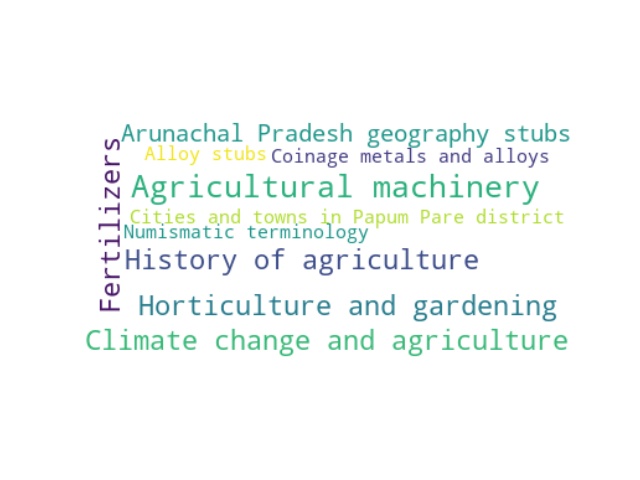 Arunachal Pradesh geography stubs
Alloy stubs
Coinage metals and alloys
Fertilizers
Agricultural machinery
Cities and towns in Papum Pare district
Numismatic terminology
History of agriculture
Horticulture and gardening
Climate change and agriculture